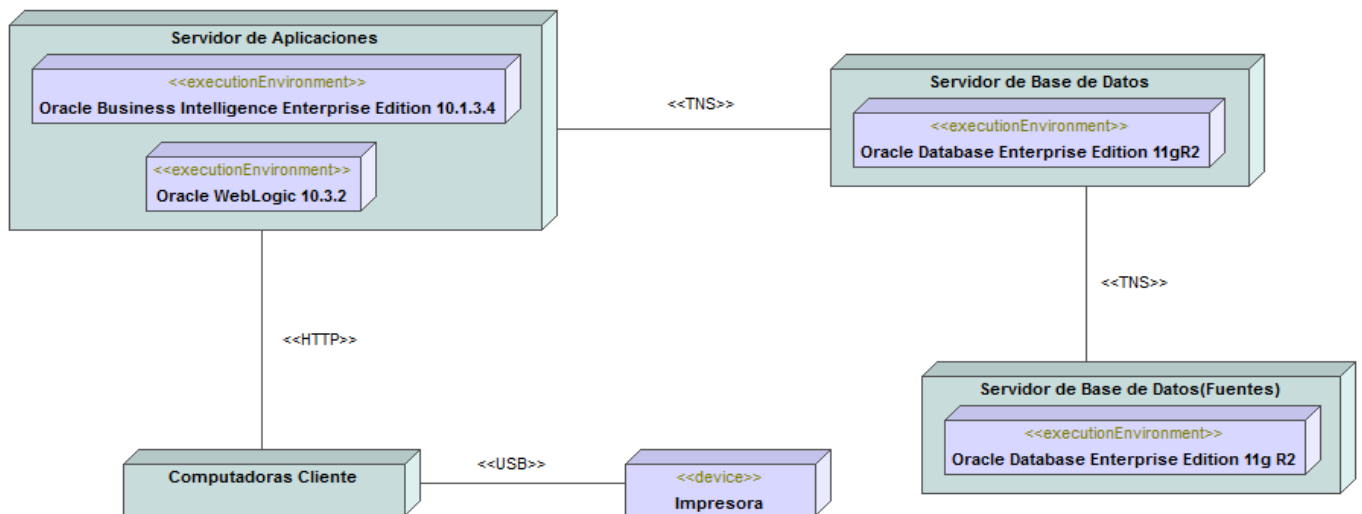 Servidor de Aplicaciones
<<executionEnvironment>>
Oracle Business Intelligence Enterprise Edition 10.1.3.4
<<executionEnvironment>>
Oracle WebLogic 10.3.2
<<TNS>>
Servidor de Base de Datos
<<executionEnvironment>>
Oracle Database Enterprise Edition 11gR2
<<TNS>>
<<HTTP>>
Servidor de Base de Datos(Fuentes)
<<executionEnvironment>>
Oracle Database Enterprise Edition 11g R2
Computadoras Cliente
<<USB>>
<<device>>
Impresora